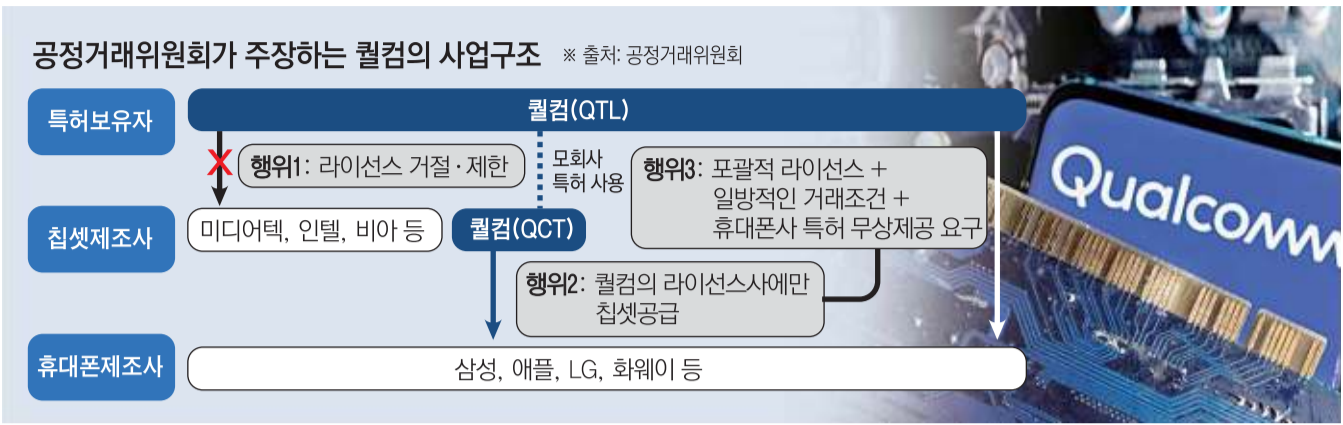 공정거래위원회가 주장하는 퀄컴의 사업구조 ※ 출처: 공정거래위원회
특허보유자
퀄컴(QTL)
X
행위1: 라이선스 거절·제한
모회사
특허 사용
행위3: 포괄적 라이선스 +
일방적인 거래조건 +
휴대폰사 특허 무상제공 요구
칩셋제조사
미디어텍, 인텔, 비아 등
퀄컴(QCT)
행위2: 퀄컴의 라이선스사에만
칩셋공급
휴대폰제조사
삼성, 애플, LG, 화웨이 등
Qualcomm